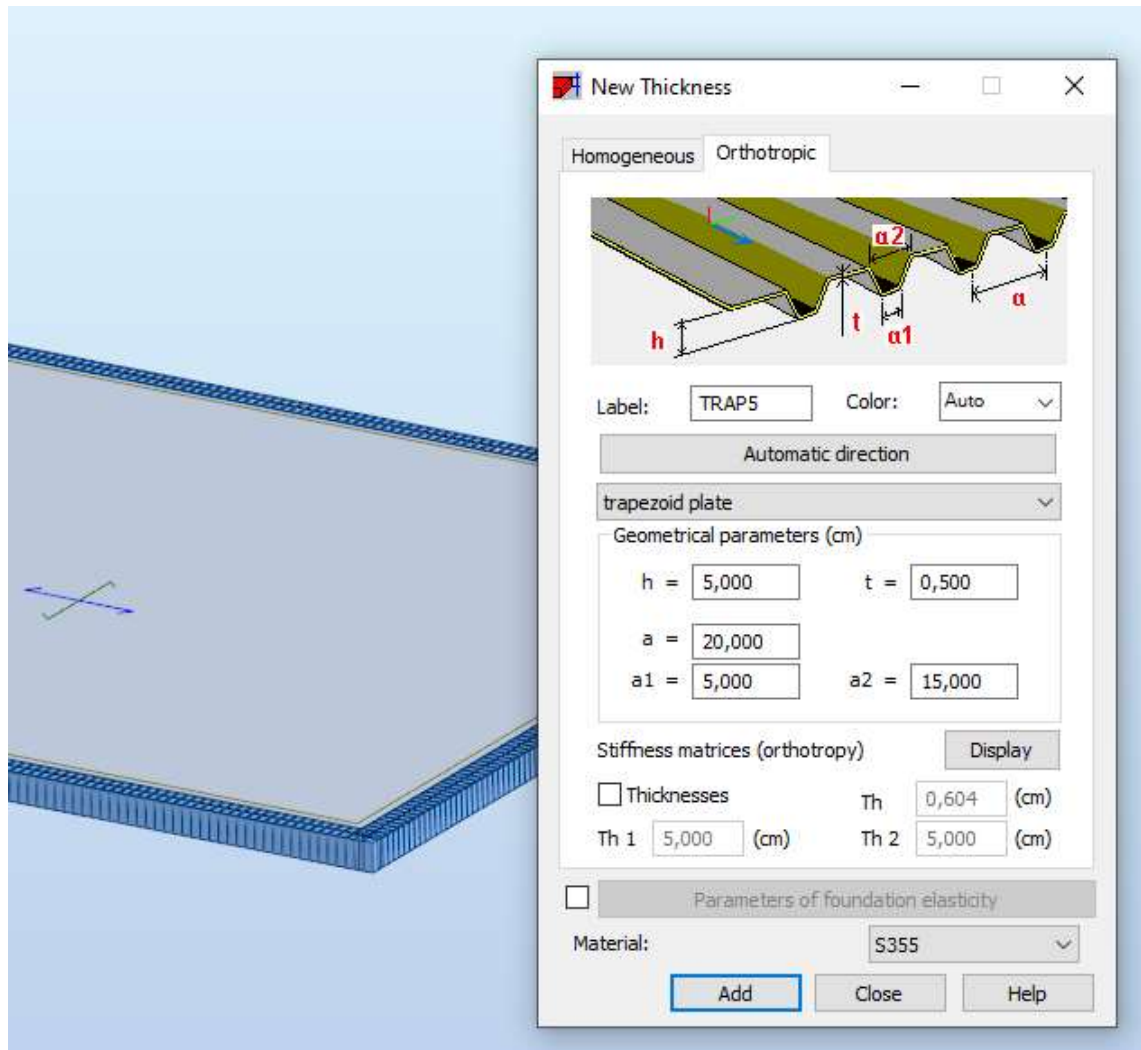 New Thickness
Homogeneous Orthotropic
α2
α
h t α1
Label: TRAP5 Color: Auto
Automatic direction
trapezoid plate
Geometrical parameters (cm)
h = 5,000 t = 0,500
a = 20,000
a1 = 5,000 a2 = 15,000
Stiffness matrices (orthotropy) Display
Thicknesses Th 0,604 (cm)
Th 1 5,000 (cm) Th 2 5,000 (cm)
Parameters of foundation elasticity
Material: S355
Add Close Help